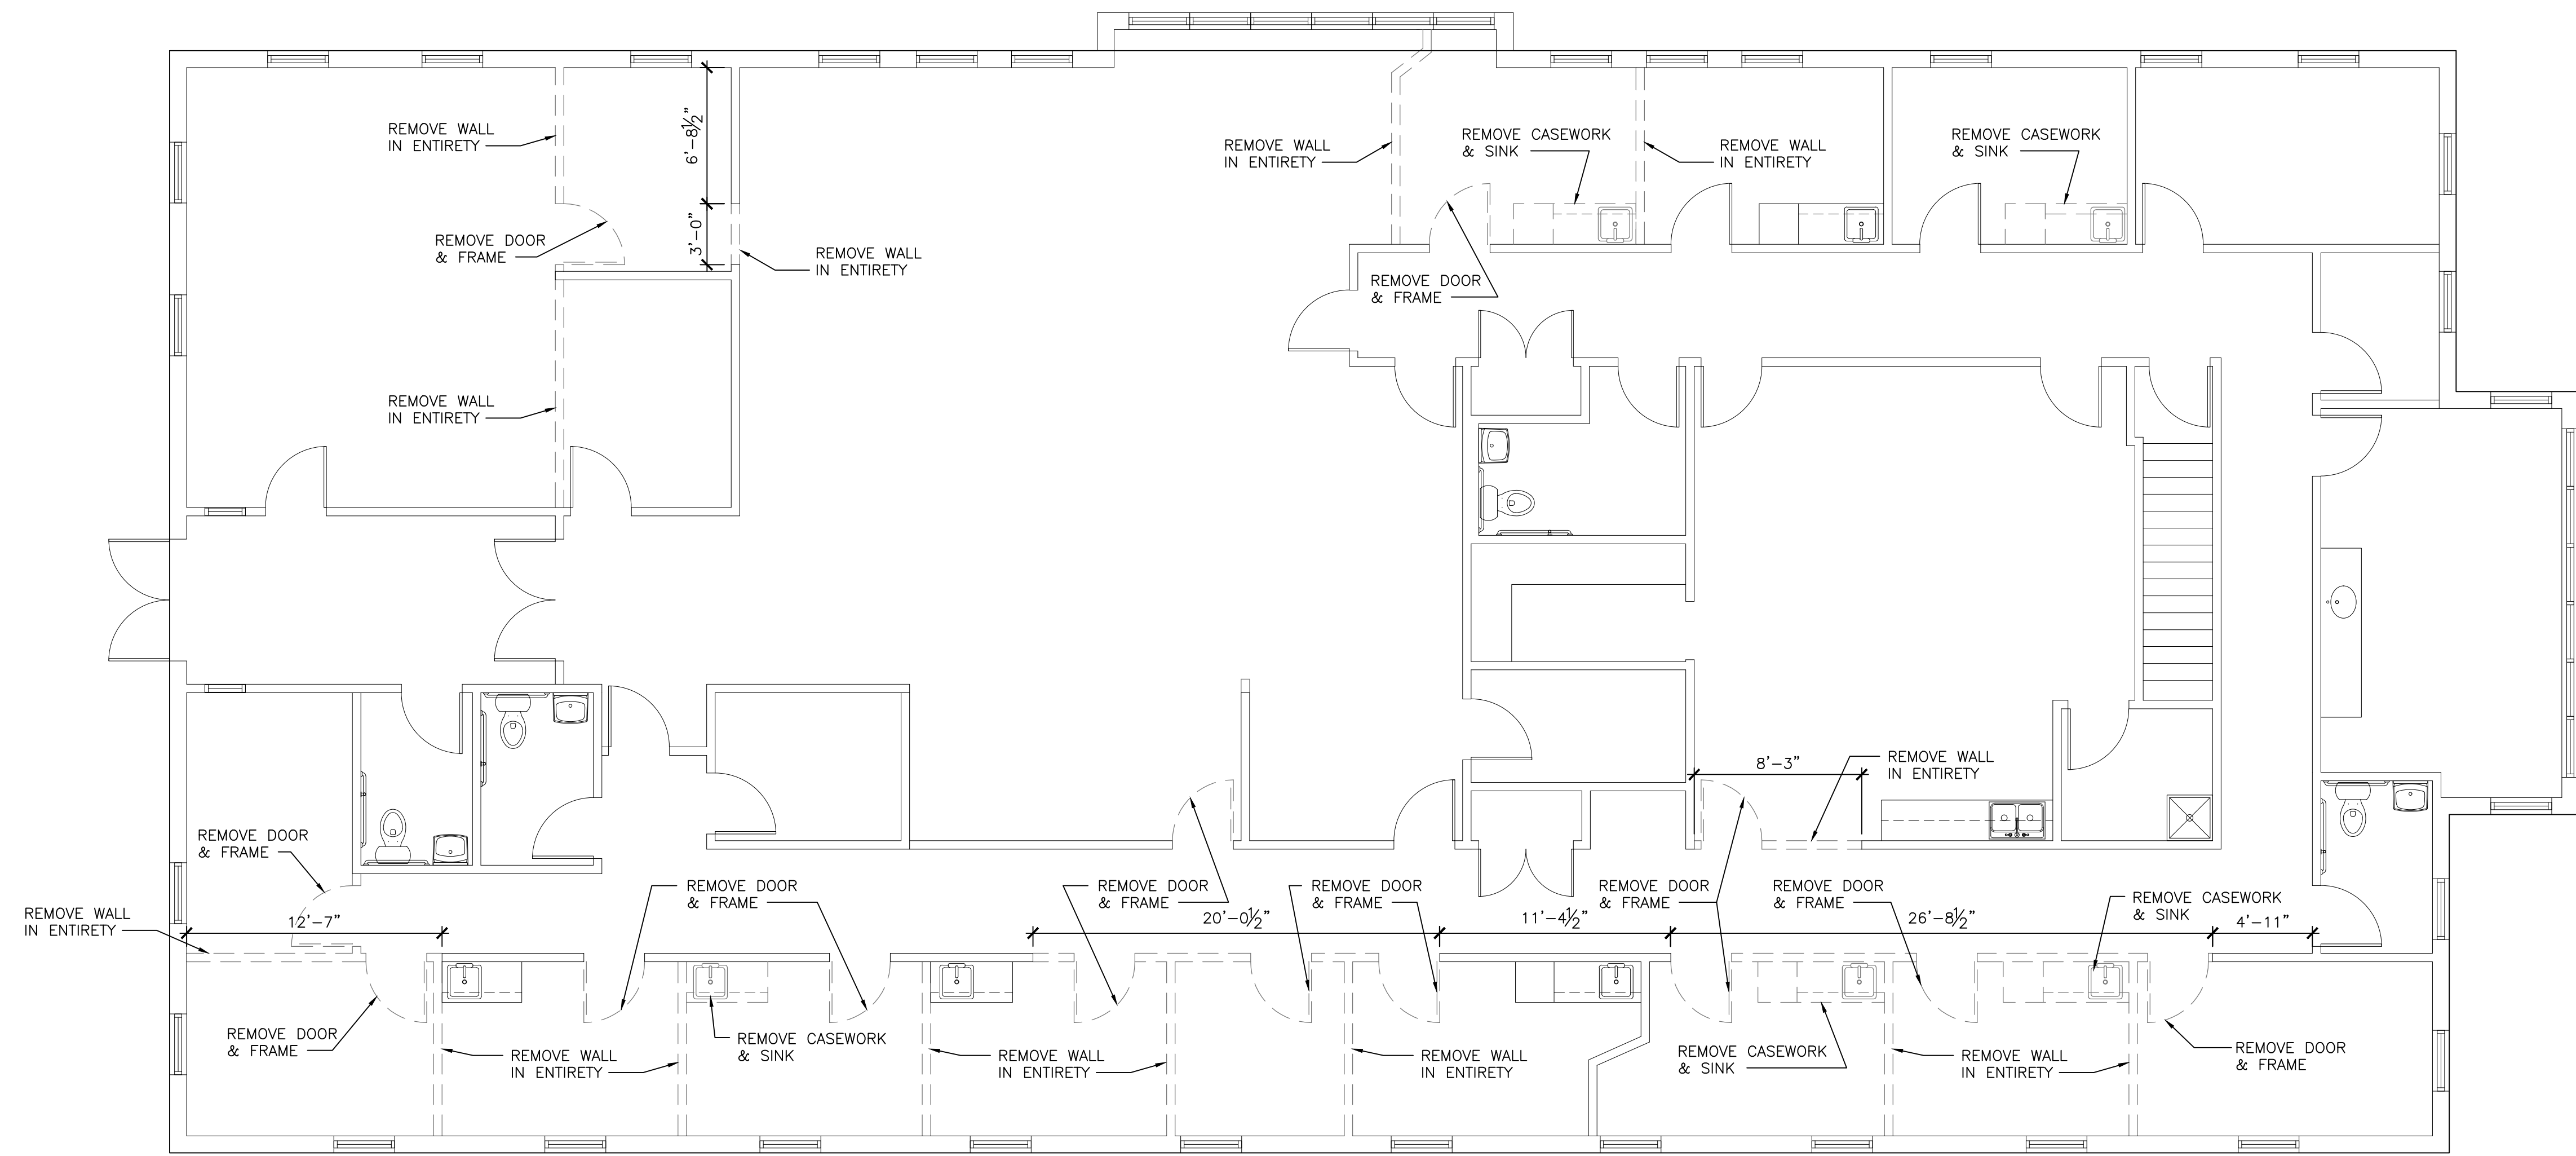 REMOVE WALL
IN ENTIRETY
6'-8½"
REMOVE WALL
IN ENTIRETY
REMOVE CASEWORK
& SINK
REMOVE WALL
IN ENTIRETY
REMOVE CASEWORK
& SINK
REMOVE DOOR
& FRAME
3'-0"
REMOVE WALL
IN ENTIRETY
REMOVE DOOR
& FRAME
REMOVE WALL
IN ENTIRETY
8'-3"
REMOVE WALL
IN ENTIRETY
REMOVE DOOR
& FRAME
REMOVE WALL
IN ENTIRETY
12'-7"
REMOVE DOOR
& FRAME
REMOVE DOOR
& FRAME
20'-0½"
REMOVE DOOR
& FRAME
11'-4½"
REMOVE DOOR
& FRAME
REMOVE DOOR
& FRAME
26'-8½"
REMOVE CASEWORK
& SINK
4'-11"
REMOVE DOOR
& FRAME
REMOVE WALL
IN ENTIRETY
REMOVE CASEWORK
& SINK
REMOVE WALL
IN ENTIRETY
REMOVE WALL
IN ENTIRETY
REMOVE CASEWORK
& SINK
REMOVE WALL
IN ENTIRETY
REMOVE DOOR
& FRAME